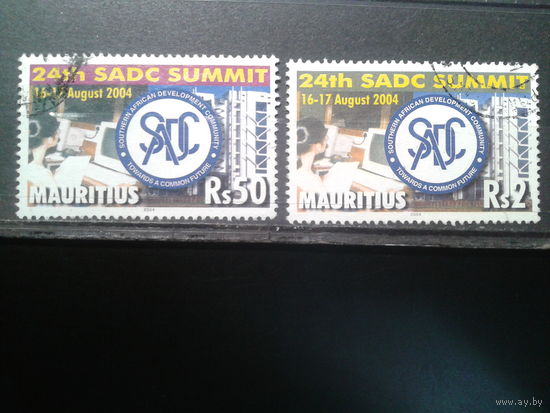 24th SADC SUMMIT
16-17 August 2004
SOUTHERN AFRICAN DEVELOPMENT COMMUNITY
SADC
TOWARDS A COMMON FUTURE
MAURITIUS Rs50
2004
24th SADC SUMMIT
16-17 August 2004
SOUTHERN AFRICAN DEVELOPMENT COMMUNITY
SADC
TOWARDS A COMMON FUTURE
MAURITIUS Rs2
2004
www.ay.by